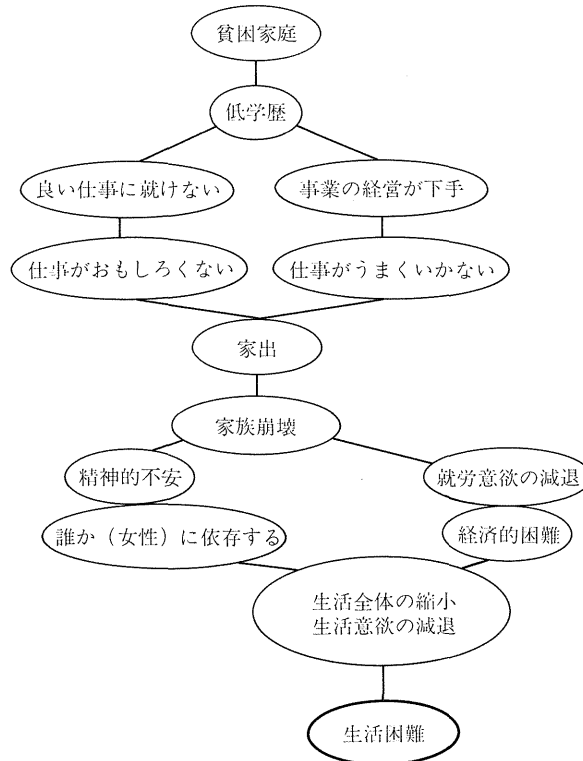 貧困家庭
低学歴
良い仕事に就けない
事業の経営が下手
仕事がおもしろくない
仕事がうまくいかない
家出
家族崩壊
精神的不安
就労意欲の減退
誰か（女性）に依存する
経済的困難
生活全体の縮小
生活意欲の減退
生活困難